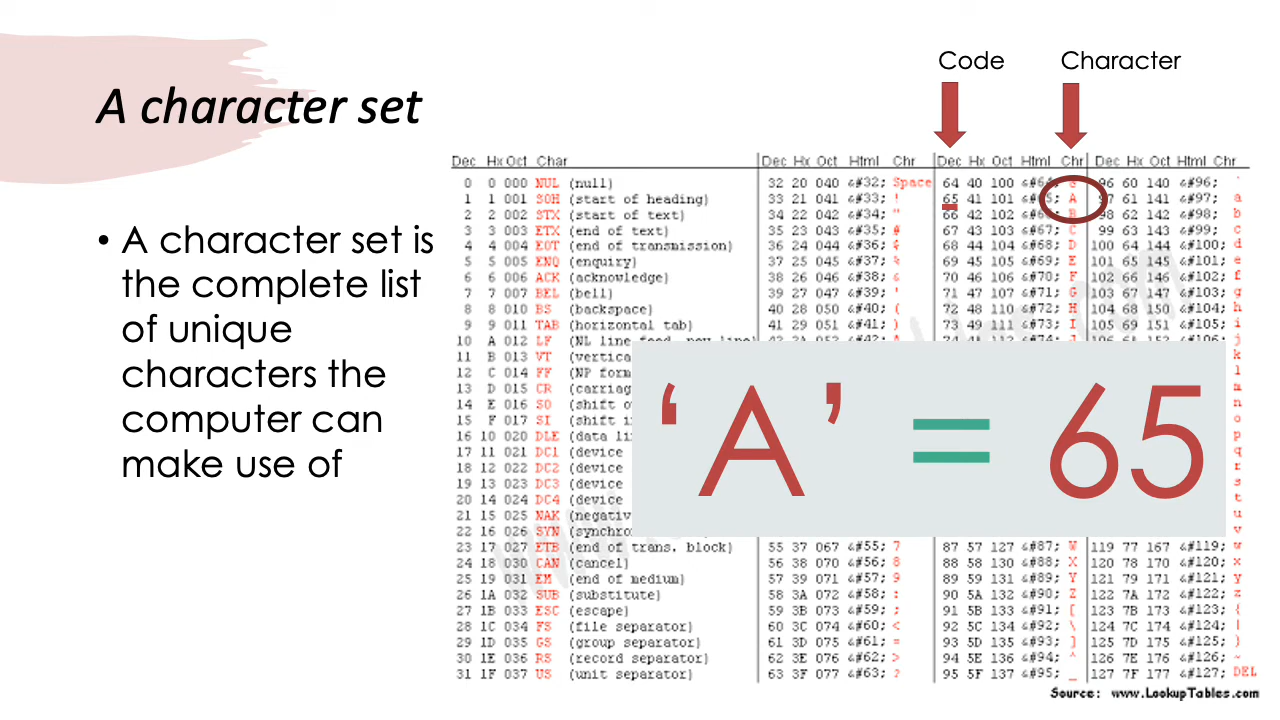 Code Character
A character set
• A character set is
the complete list
of unique
characters the
computer can
make use of
Dec Hx Oct Char Dec Hx Oct Html Chr Dec Hx Oct Html Chr Dec Hx Oct Html Chr
0 0 000 NUL (null) 32 20 040 &#32; Space 64 40 100 96 60 140 &#96; `
1 1 001 SOH (start of heading) 33 21 041 &#33; ! 65 41 101 A 97 61 141 &#97; a
2 2 002 STX (start of text) 34 22 042 &#34; " 66 42 102 B 98 62 142 &#98; b
3 3 003 ETX (end of text) 35 23 043 &#35; # 67 43 103 &#67; C 99 63 143 &#99; c
4 4 004 EOT (end of transmission) 36 24 044 &#36; $ 68 44 104 &#68; D 100 64 144 &#100; d
5 5 005 ENQ (enquiry) 37 25 045 &#37; % 69 45 105 &#69; E 101 65 145 &#101; e
6 6 006 ACK (acknowledge) 38 26 046 &#38; & 70 46 106 &#70; F 102 66 146 &#102; f
7 7 007 BEL (bell) 39 27 047 &#39; ' 71 47 107 &#71; G 103 67 147 &#103; g
8 8 010 BS (backspace) 40 28 050 &#40; ( 72 48 110 &#72; H 104 68 150 &#104; h
9 9 011 TAB (horizontal tab) 41 29 051 &#41; ) 73 49 111 &#73; I 105 69 151 &#105; i
10 A 012 LF (NL line feed, new line) j
11 B 013 VT k
12 C 014 FF (NP form l
13 D 015 CR m
14 E 016 SO (shift n
15 F 017 SI (shift o
16 10 020 DLE (data p
17 11 021 DC1 (device q
18 12 022 DC2 (device r
19 13 023 DC3 (device s
20 14 024 DC4 (device t
21 15 025 NAK u
22 16 026 SYN v
‘A’ = 65
23 17 027 ETB (end of trans. block) 55 37 067 &#55; 7 87 57 127 &#87; W 119 77 167 &#119; w
24 18 030 CAN (cancel) 56 38 070 &#56; 8 88 58 130 &#88; X 120 78 170 &#120; x
25 19 031 EM (end of medium) 57 39 071 &#57; 9 89 59 131 &#89; Y 121 79 171 &#121; y
26 1A 032 SUB (substitute) 58 3A 072 &#58; : 90 5A 132 &#90; Z 122 7A 172 &#122; z
27 1B 033 ESC (escape) 59 3B 073 &#59; ; 91 5B 133 &#91; [ 123 7B 173 &#123; {
28 1C 034 FS (file separator) 60 3C 074 &#60; < 92 5C 134 &#92; \ 124 7C 174 &#124; |
29 1D 035 GS (group separator) 61 3D 075 &#61; = 93 5D 135 &#93; ] 125 7D 175 &#125; }
30 1E 036 RS (record separator) 62 3E 076 &#62; > 94 5E 136 &#94; ^ 126 7E 176 &#126; ~
31 1F 037 US (unit separator) 63 3F 077 &#63; ? 95 5F 137 &#95; _ 127 7F 177 &#127; DEL
Source: www.LookupTables.com